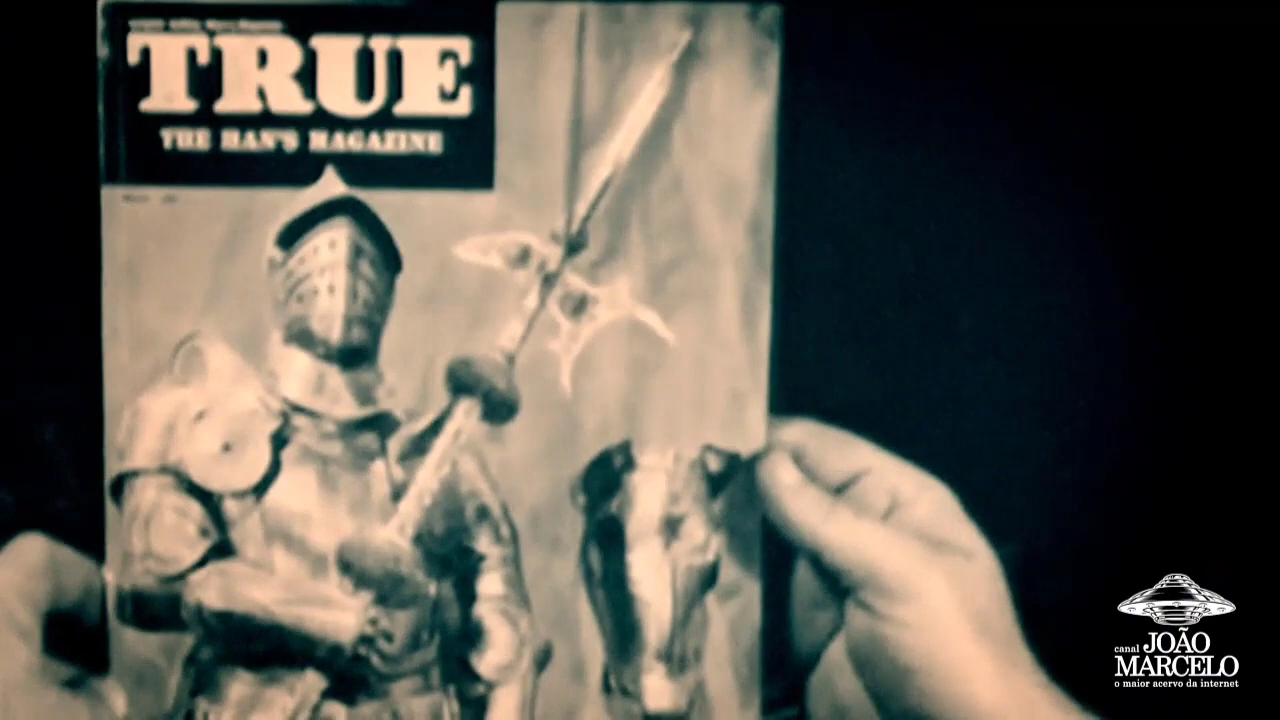 TRUE
THE MAN'S MAGAZINE
canal JOÃO
MARCELO
o maior acervo da internet